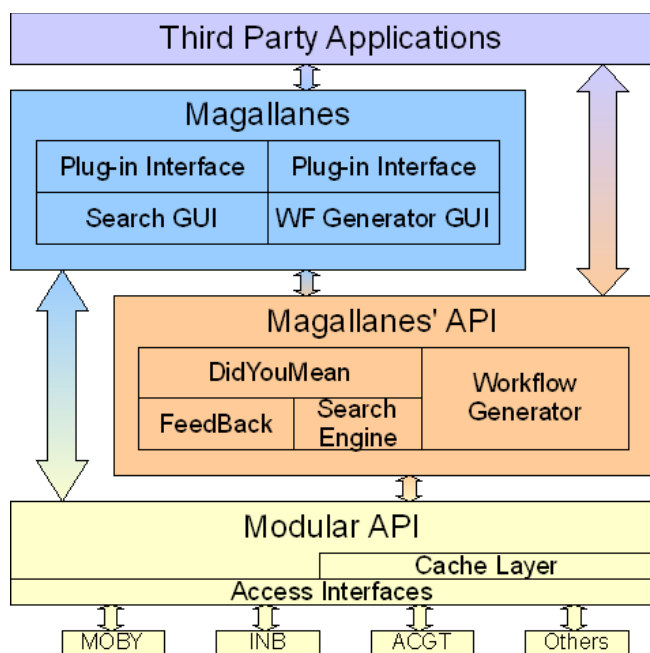 Third Party Applications
Magallanes
Plug-in Interface Plug-in Interface
Search GUI WF Generator GUI
Magallanes' API
DidYouMean
Workflow
Generator
FeedBack
Search
Engine
Modular API
Cache Layer
Access Interfaces
MOBY INB ACGT Others